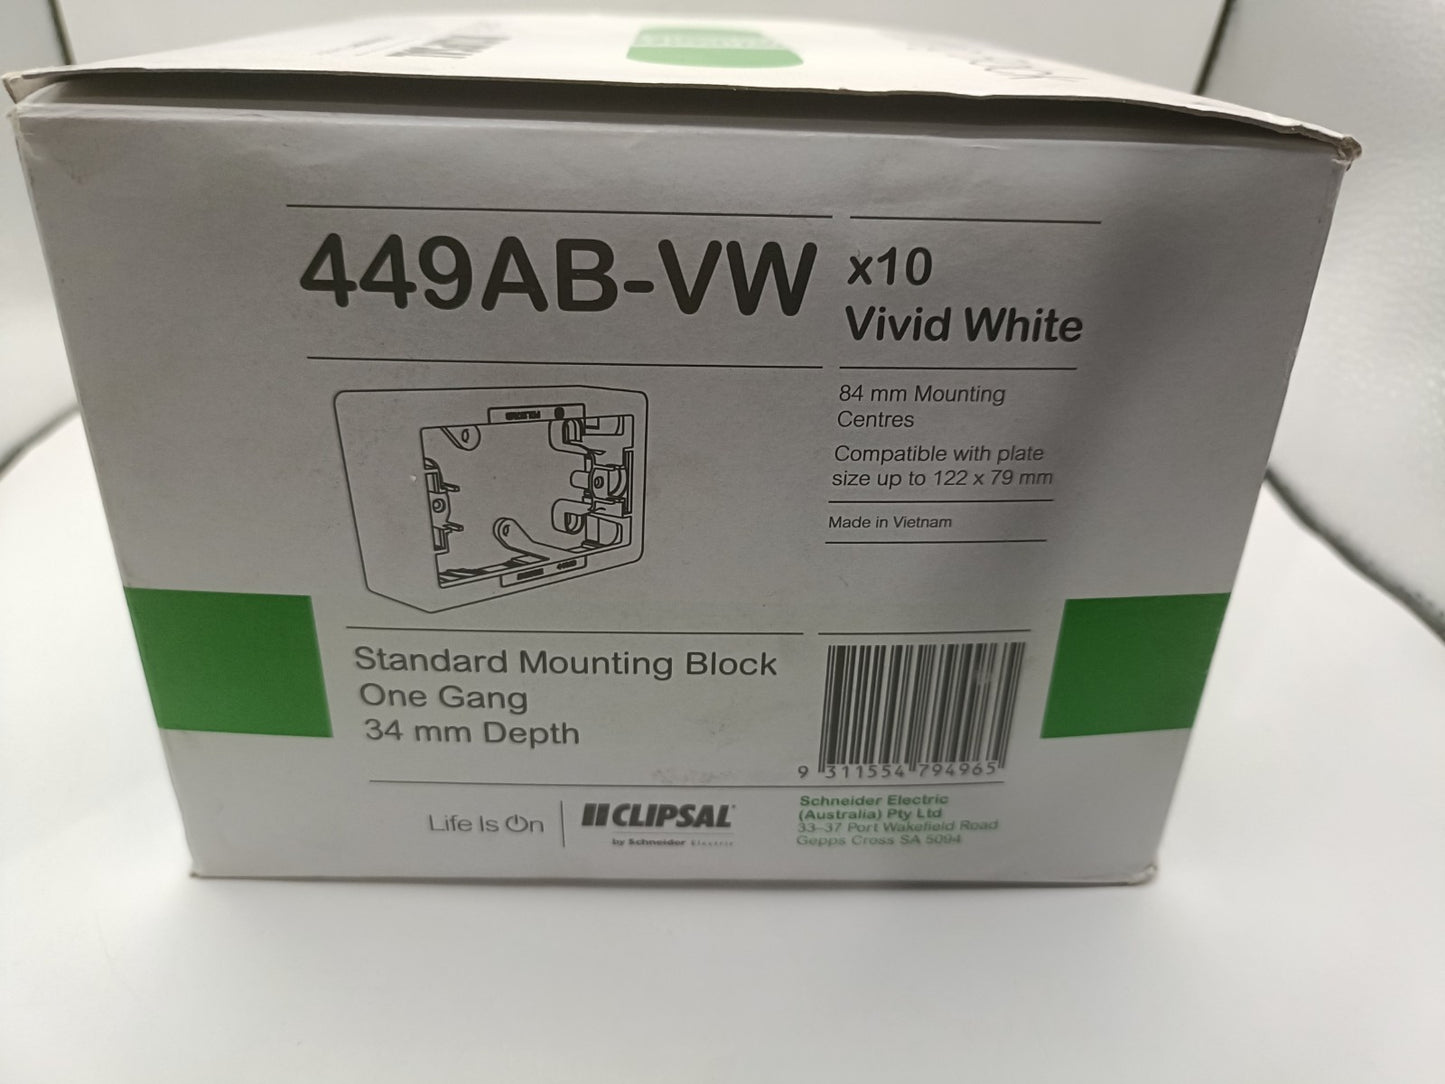 449AB-VW
x10
Vivid White
84 mm Mounting
Centres
Compatible with plate
size up to 122 x 79 mm
Made in Vietnam
Standard Mounting Block
One Gang
34 mm Depth
9 311554 794965
Life Is On
CLIPSAL
by Schneider Electric
Schneider Electric
(Australia) Pty Ltd
33–37 Port Wakefield Road
Gepps Cross SA 5094